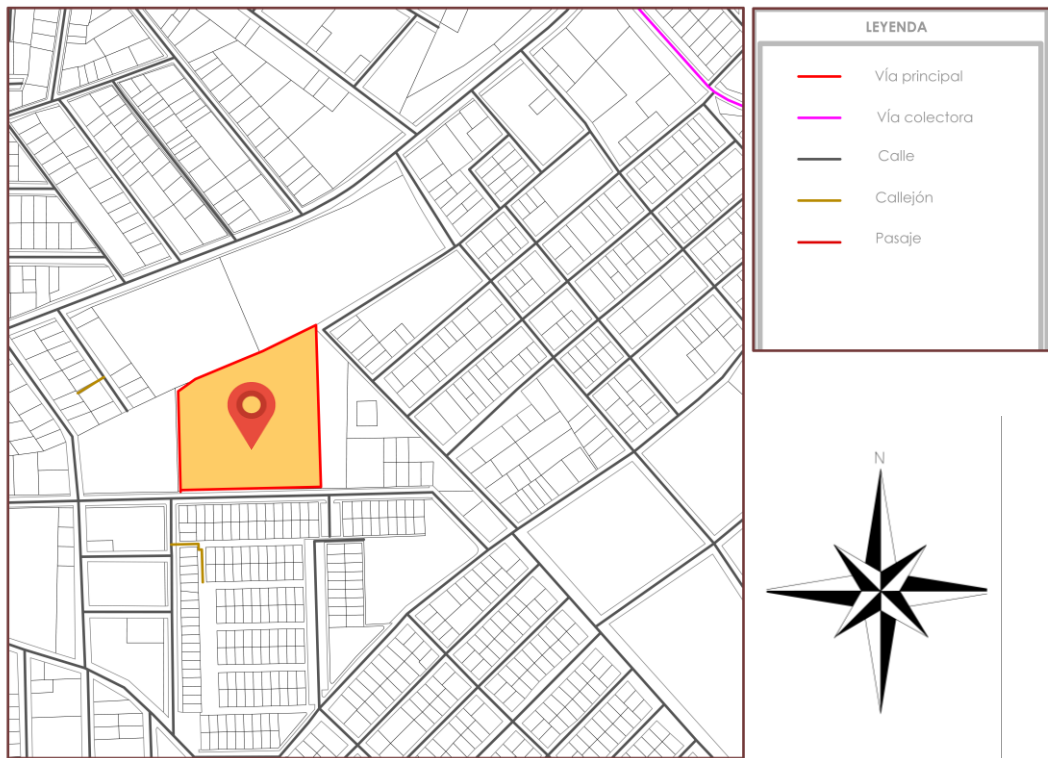 LEYENDA
VÍa principal
VÍa colectora
Calle
Callejón
Pasaje
N